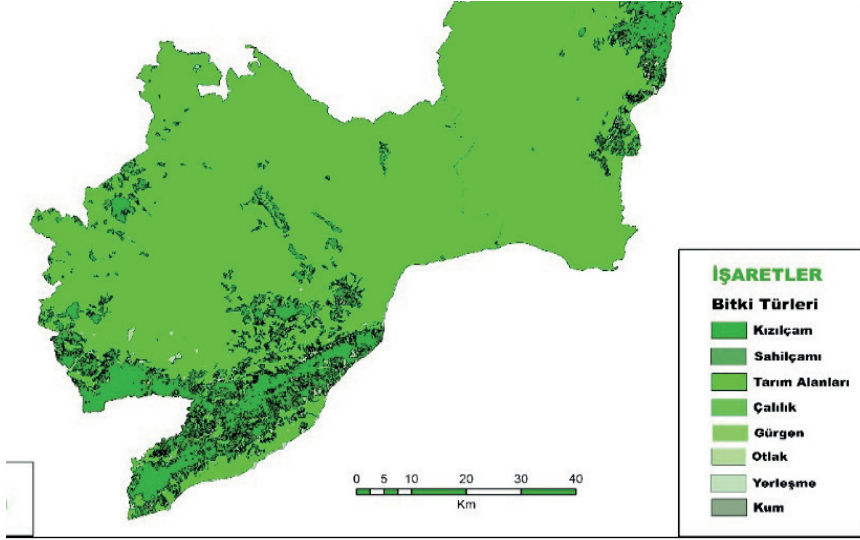 İŞARETLER
Bitki Türleri
Kızılçam
Sahilçamı
Tarım Alanları
Çalılık
Gürgen
Otlak
Yerleşme
Kum
0 5 10 20 30 40
Km